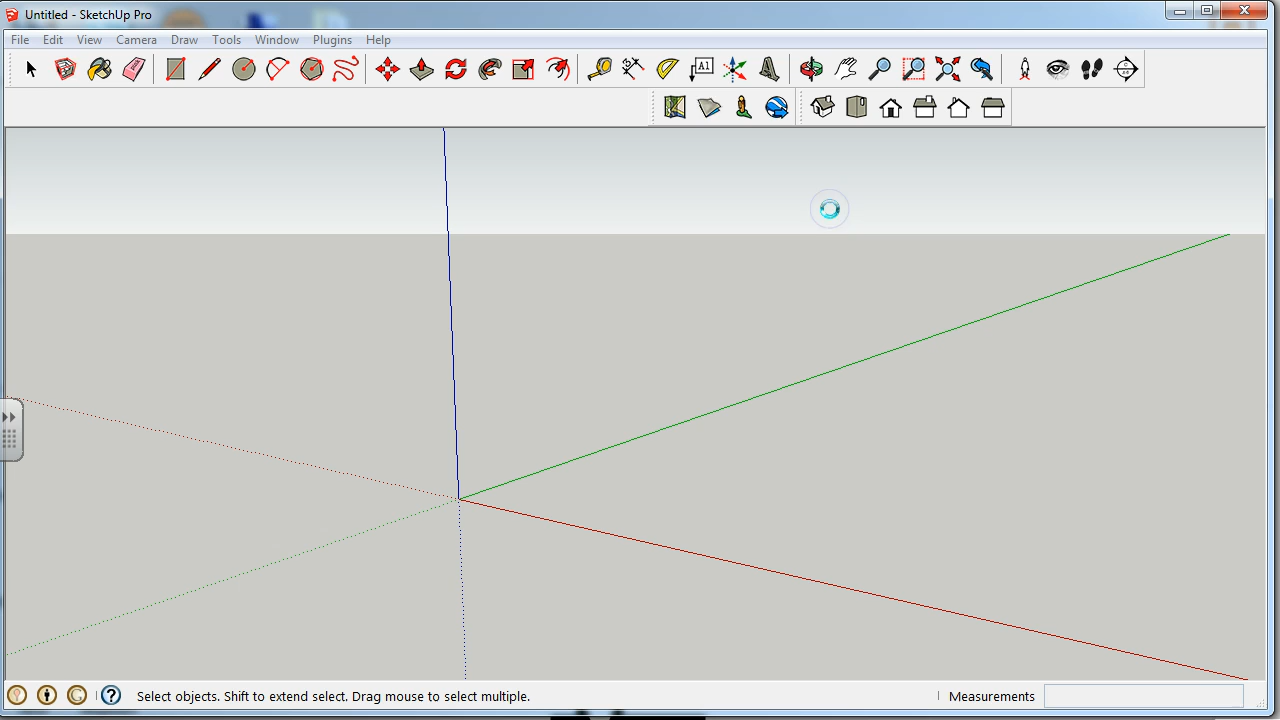 Untitled - SketchUp Pro
File Edit View Camera Draw Tools Window Plugins Help
A1
Select objects. Shift to extend select. Drag mouse to select multiple.
Measurements